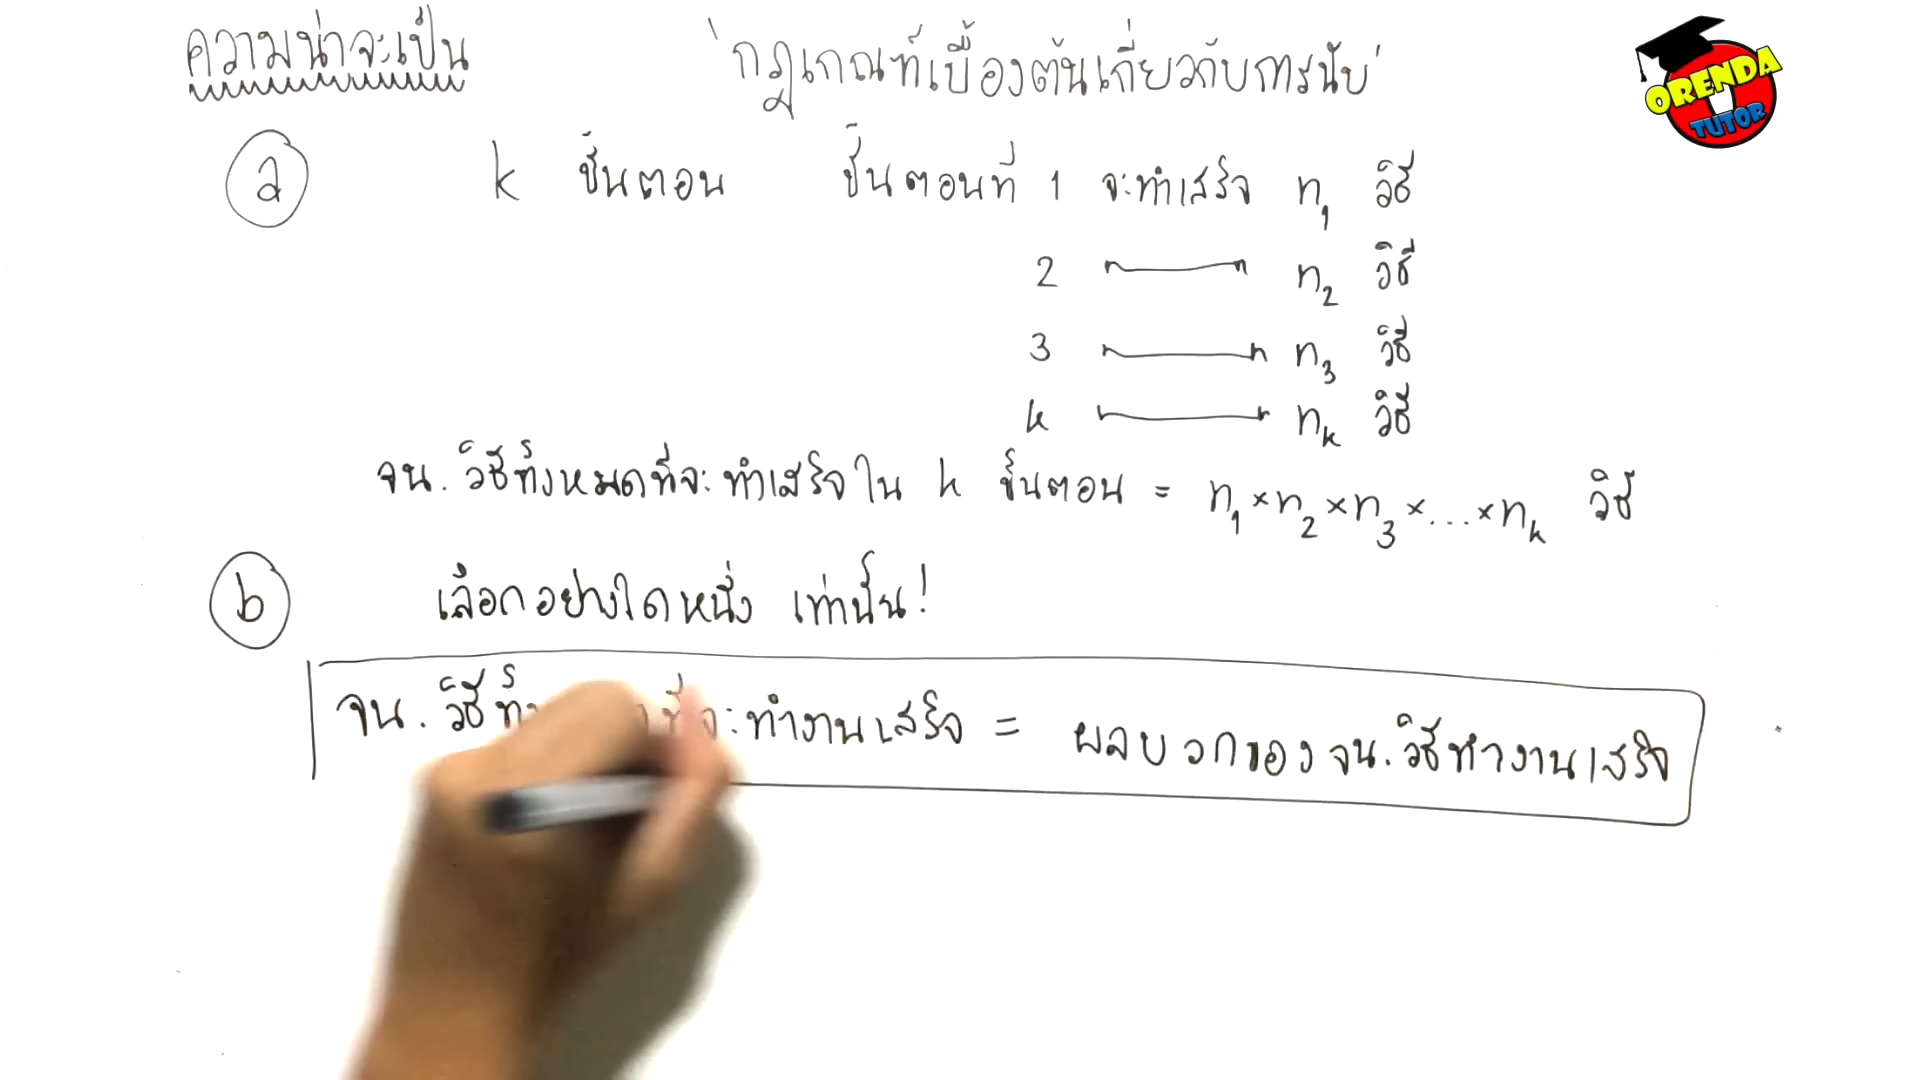 ความน่าจะเป็น 'กฎเกณฑ์เบื้องต้นเกี่ยวกับการนับ'
ORENDA
TUTOR
a k ขั้นตอน ขั้นตอนที่ 1 จะทำเสร็จ n₁ วิธี
2 n₂ วิธี
3 n₃ วิธี
k nₖ วิธี
จน. วิธีทั้งหมดที่จะทำเสร็จใน k ขั้นตอน = n₁×n₂×n₃×...×nₖ วิธี
b เลือกอย่างใดหนึ่ง เท่านั้น!
จน. วิธี จะทำงานเสร็จ = ผลบวกของ จน. วิธีทำงานเสร็จ